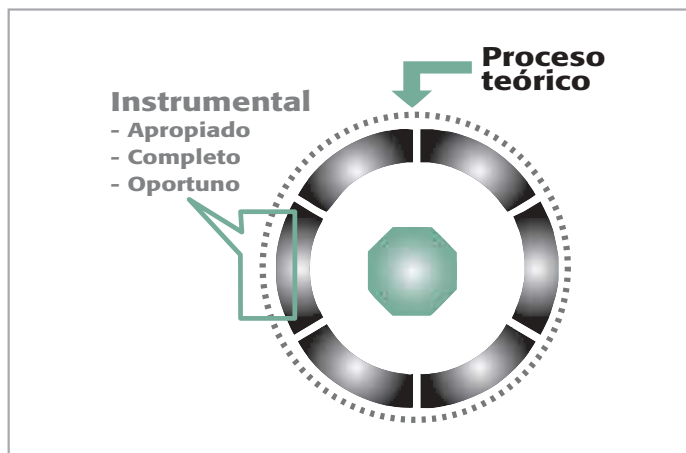 Proceso
teórico
Instrumental
- Apropiado
- Completo
- Oportuno